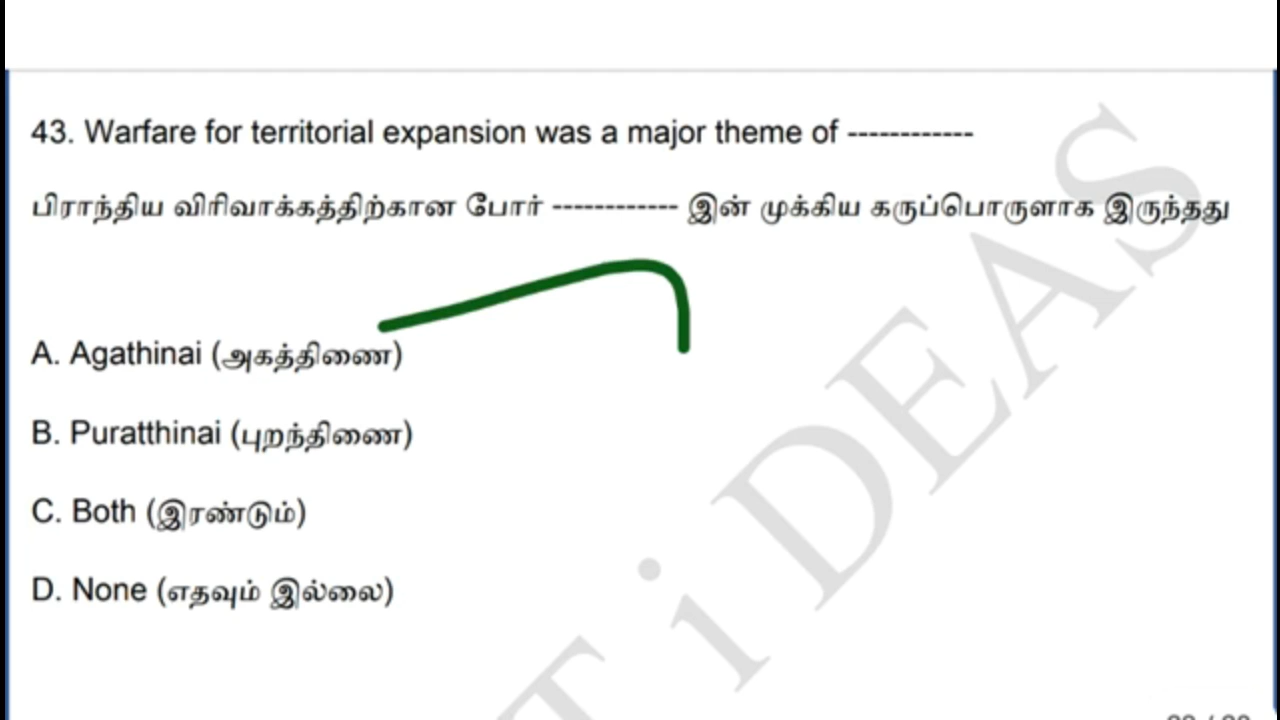 43. Warfare for territorial expansion was a major theme of ------------
பிராந்திய விரிவாக்கத்திற்கான போர் ------------ இன் முக்கிய கருப்பொருளாக இருந்தது
A. Agathinai (அகத்திணை)
B. Puratthinai (புறந்திணை)
C. Both (இரண்டும்)
D. None (எதவும் இல்லை)
T i DEAS